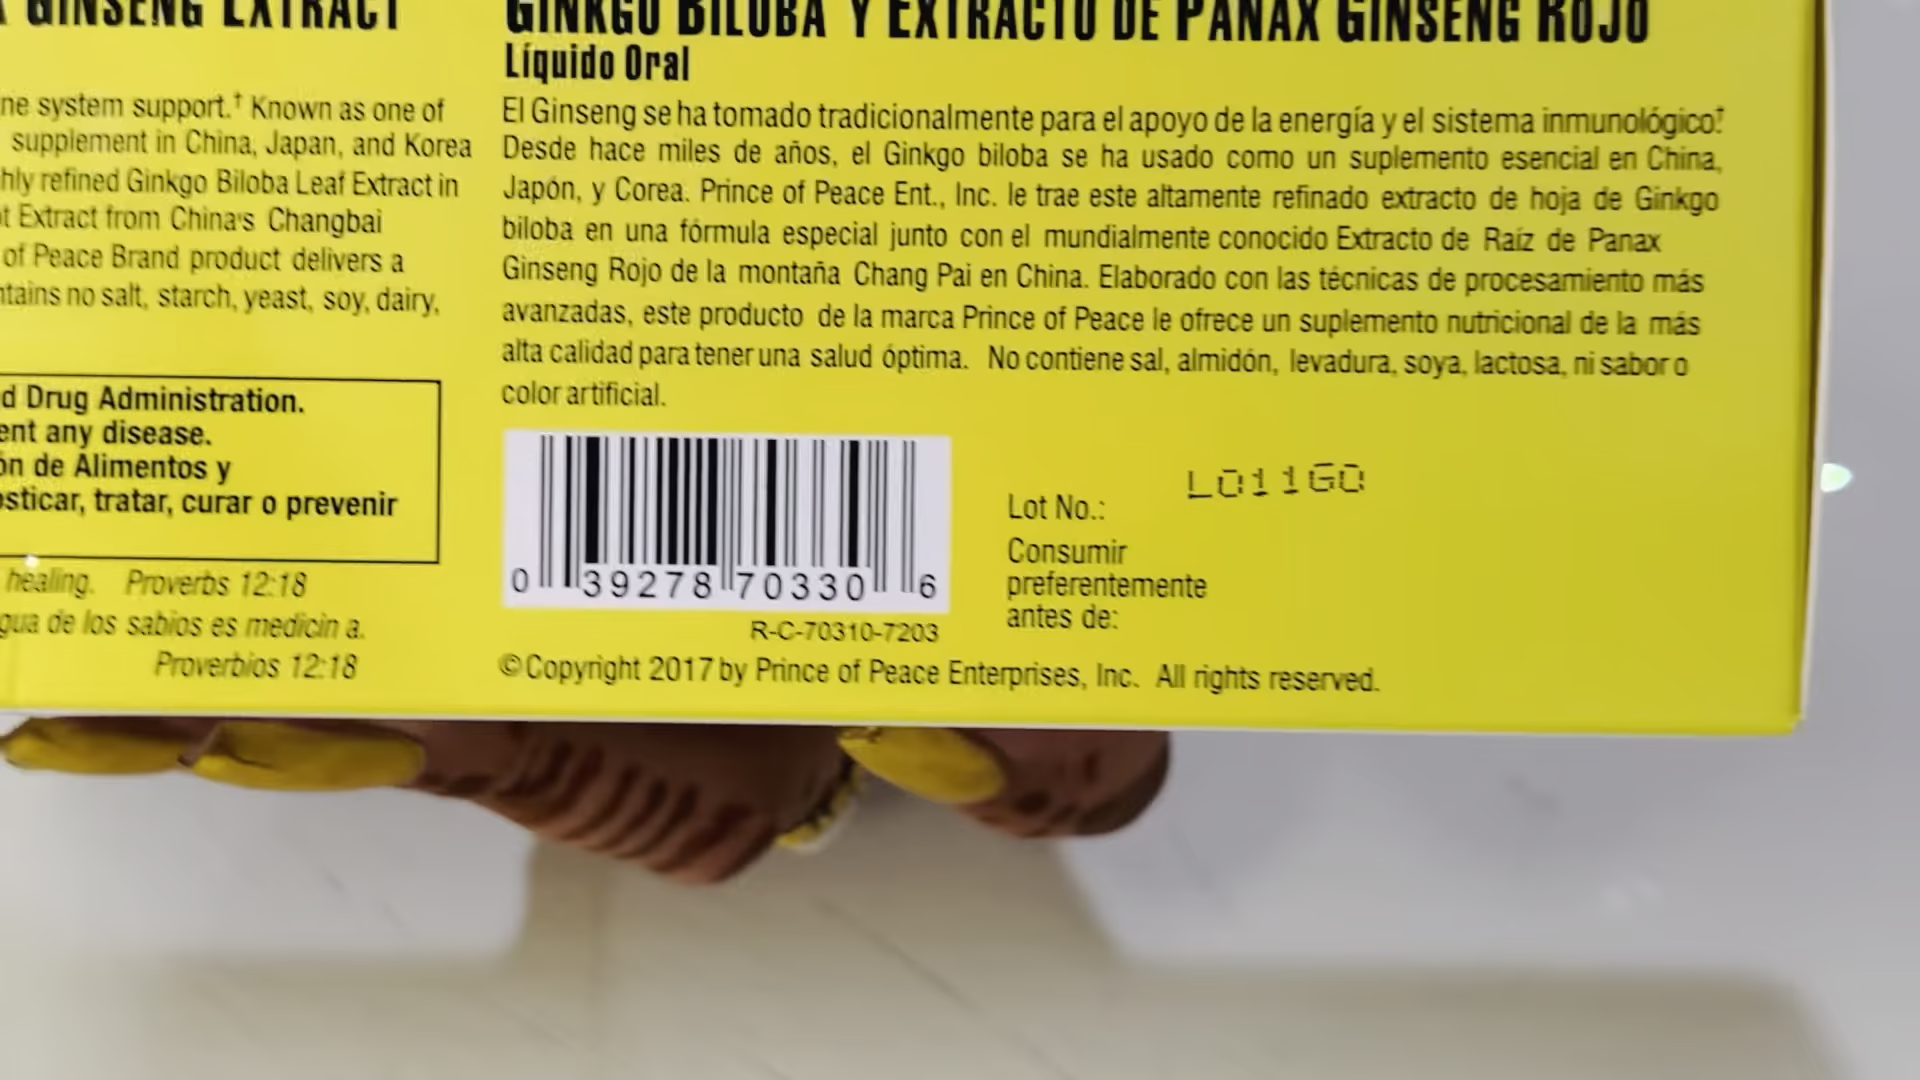 GINSENG EXTRACT
ne system support.† Known as one of
supplement in China, Japan, and Korea
hly refined Ginkgo Biloba Leaf Extract in
t Extract from China's Changbai
of Peace Brand product delivers a
ntains no salt, starch, yeast, soy, dairy,
d Drug Administration.
ent any disease.
ón de Alimentos y
sticar, tratar, curar o prevenir
healing. Proverbs 12:18
gua de los sabios es medicin a.
Proverbios 12:18
GINKGO BILOBA Y EXTRACTO DE PANAX GINSENG ROJO
Líquido Oral
El Ginseng se ha tomado tradicionalmente para el apoyo de la energía y el sistema inmunológico.†
Desde hace miles de años, el Ginkgo biloba se ha usado como un suplemento esencial en China,
Japón, y Corea. Prince of Peace Ent., Inc. le trae este altamente refinado extracto de hoja de Ginkgo
biloba en una fórmula especial junto con el mundialmente conocido Extracto de Raíz de Panax
Ginseng Rojo de la montaña Chang Pai en China. Elaborado con las técnicas de procesamiento más
avanzadas, este producto de la marca Prince of Peace le ofrece un suplemento nutricional de la más
alta calidad para tener una salud óptima. No contiene sal, almidón, levadura, soya, lactosa, ni sabor o
color artificial.
0 39278 70330 6
R-C-70310-7203
Lot No.: L011GO
Consumir
preferentemente
antes de:
©Copyright 2017 by Prince of Peace Enterprises, Inc. All rights reserved.